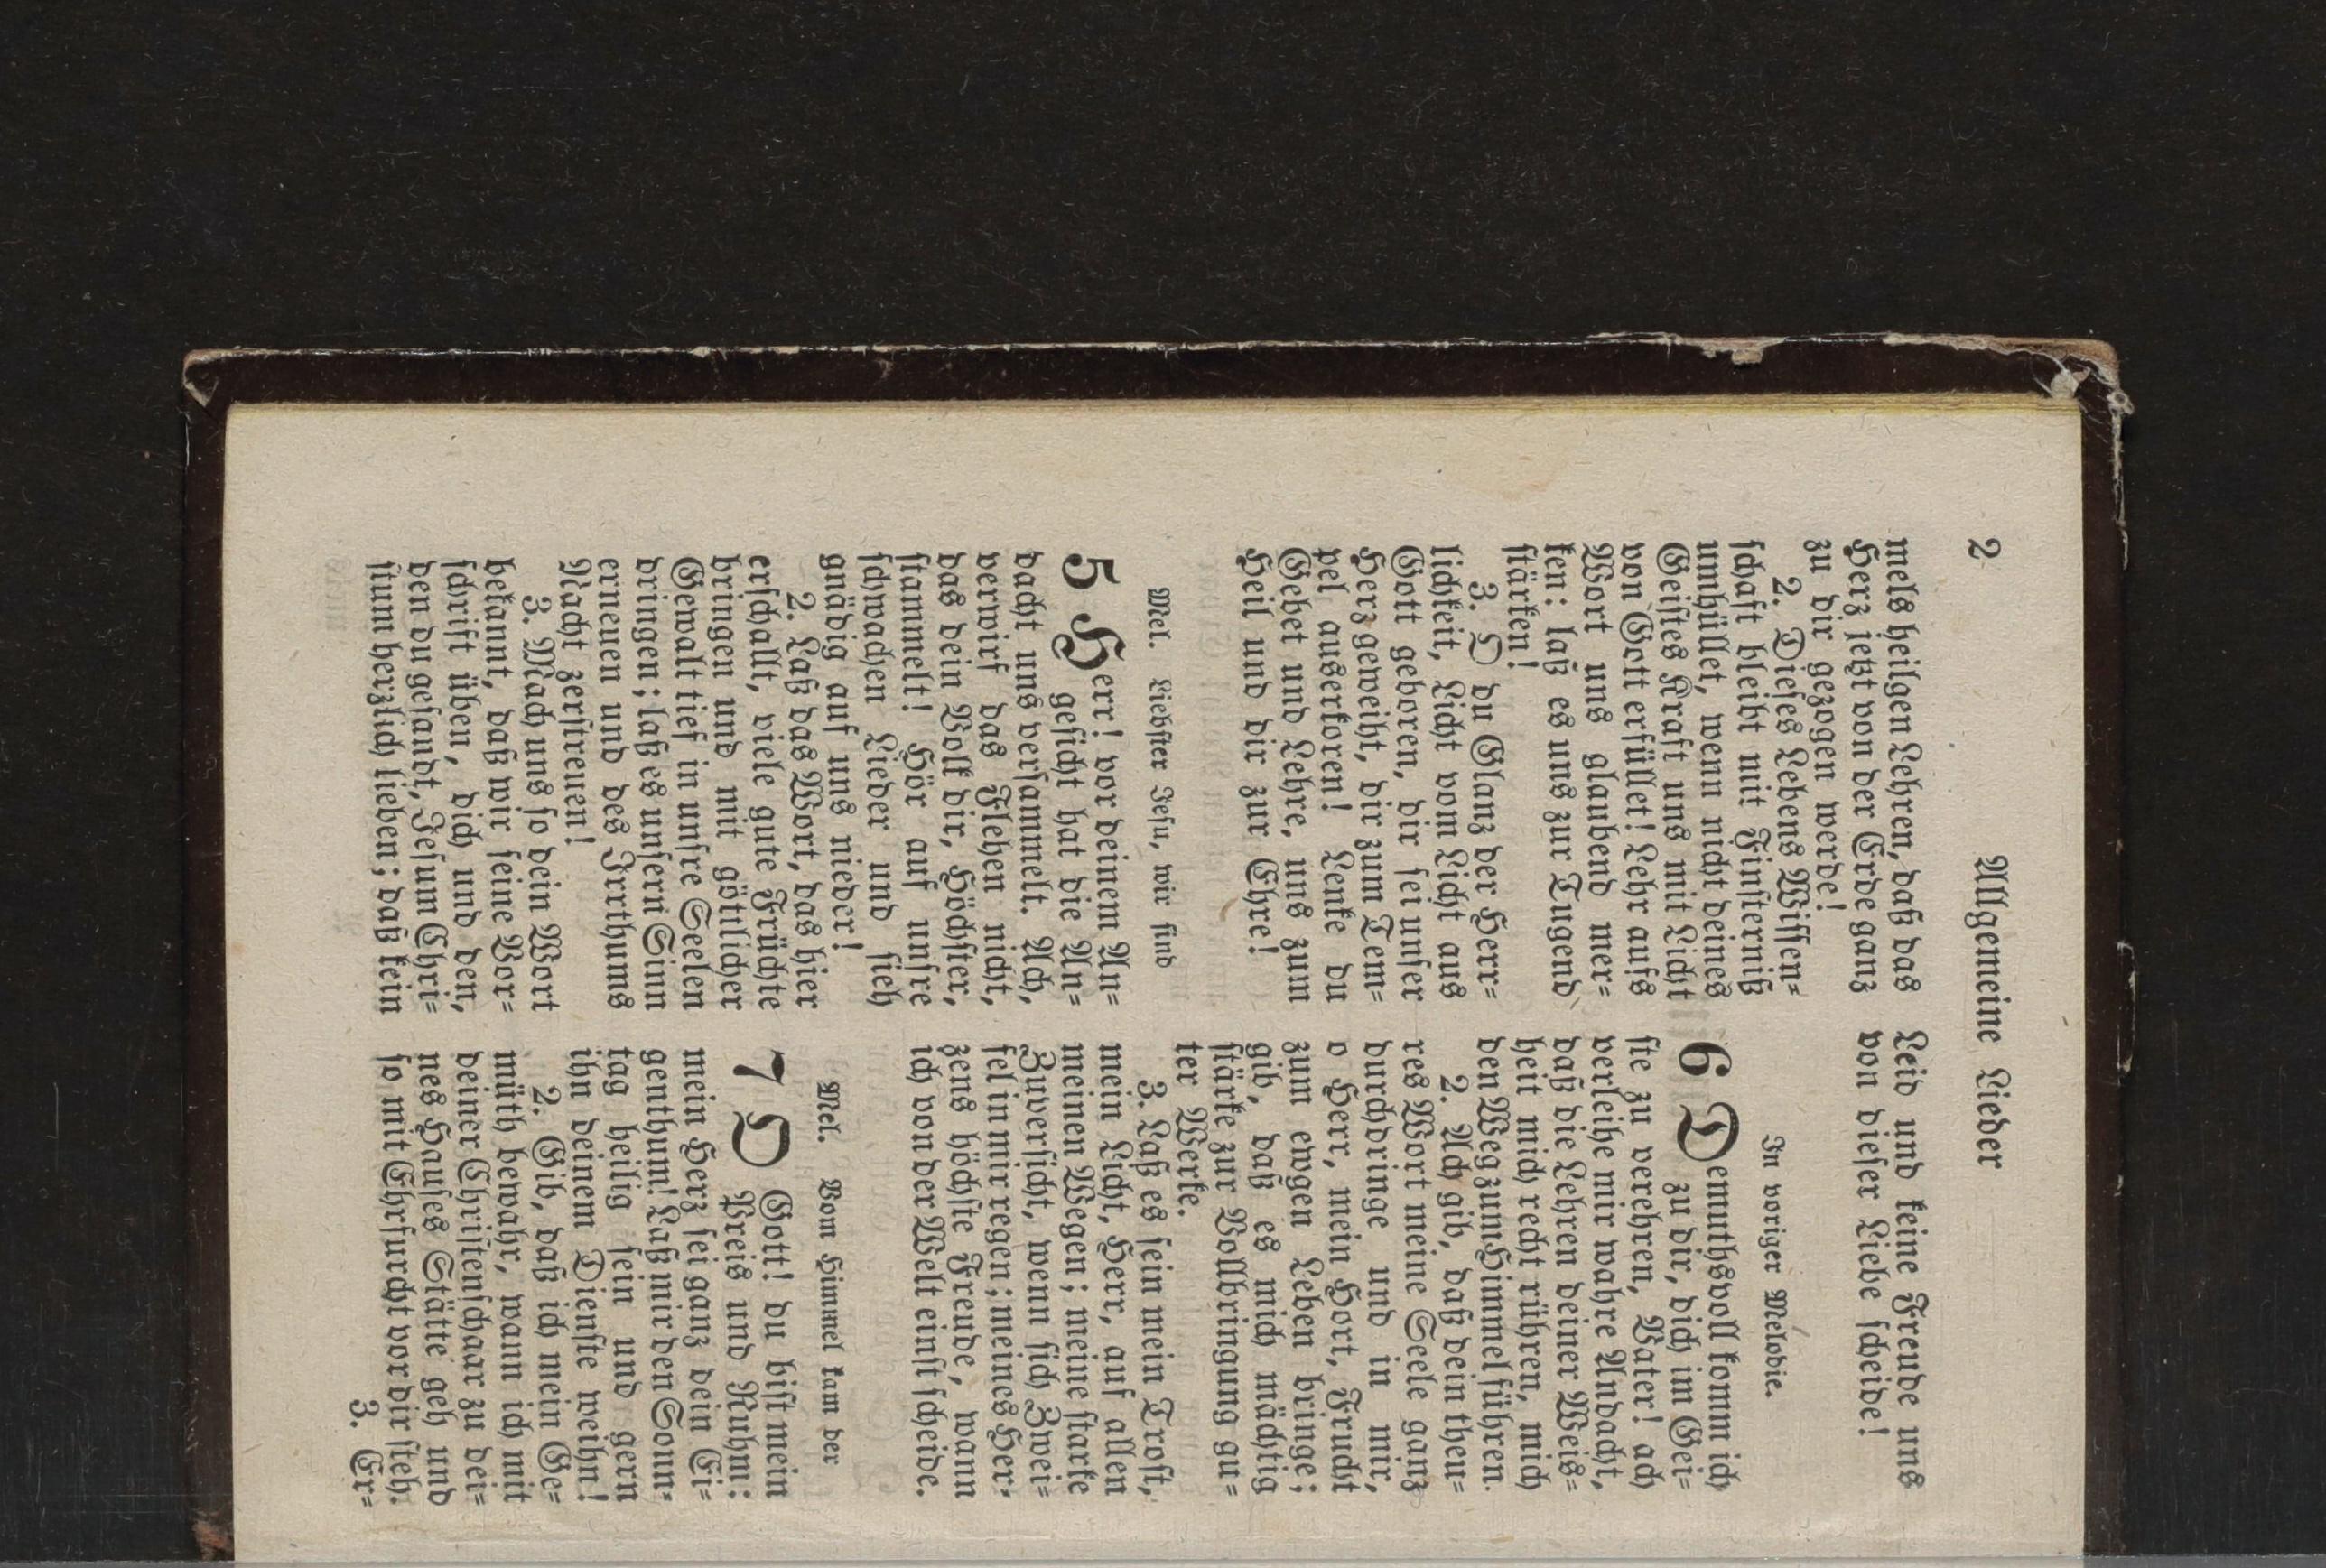 2
Allgemeine Lieder
mels heilgen Lehren, daß das
Herz jetzt von der Erde ganz
zu dir gezogen werde!
2. Dieses Lebens Wissen=
schaft bleibt mit Finsterniß
umhüllet, wenn nicht deines
Geistes Kraft uns mit Licht
von Gott erfüllet! Lehr aufs
Wort uns glaubend mer=
ken: laß es uns zur Tugend
stärken!
3. O du Glanz der Herr=
lichkeit, Licht vom Licht aus
Gott geboren, dir sei unser
Herz geweiht, dir zum Tem=
pel auserkoren! Lenke du
Gebet und Lehre, uns zum
Heil und dir zur Ehre!
Mel. Liebster Jesu, wir sind
5 Herr! vor deinem An=
gesicht hat die An=
dacht uns versammelt. Ach,
verwirf das Flehen nicht,
das dein Volk dir, Höchster,
stammelt! Hör auf unsre
schwachen Lieder und sieh
gnädig auf uns nieder!
2. Laß das Wort, das hier
erschallt, viele gute Früchte
bringen und mit göttlicher
Gewalt tief in unsre Seelen
dringen; laß es unsern Sinn
erneuen und des Irrthums
Nacht zerstreuen!
3. Mach uns so dein Wort
bekannt, daß wir seine Vor=
schrift üben, dich und den,
den du gesandt, Jesum Chri=
stum herzlich lieben; daß kein
Leid und keine Freude uns
von dieser Liebe scheide!
In voriger Melodie.
6 Demuthsvoll komm ich
zu dir, dich im Gei=
ste zu verehren, Vater! ach
verleihe mir wahre Andacht,
daß die Lehren deiner Weis=
heit mich recht rühren, mich
den Weg zum Himmel führen.
2. Ach gib, daß dein theu=
res Wort meine Seele ganz
durchdringe und in mir,
o Herr, mein Hort, Frucht
zum ewgen Leben bringe;
gib, daß es mich mächtig
stärke zur Vollbringung gu=
ter Werke.
3. Laß es sein mein Trost,
mein Licht, Herr, auf allen
meinen Wegen; meine starke
Zuversicht, wenn sich Zwei=
fel in mir regen; meines Her=
zens höchste Freude, wann
ich von der Welt einst scheide.
Mel. Vom Himmel kam der
7 O Gott! du bist mein
Preis und Ruhm:
mein Herz sei ganz dein Ei=
genthum! Laß mir den Sonn=
tag heilig sein und gern
ihn deinem Dienste weihn!
2. Gib, daß ich mein Ge=
müth bewahr, wann ich mit
deiner Christenschaar zu dei=
nes Hauses Stätte geh und
so mit Ehrfurcht vor dir steh.
3. Er=